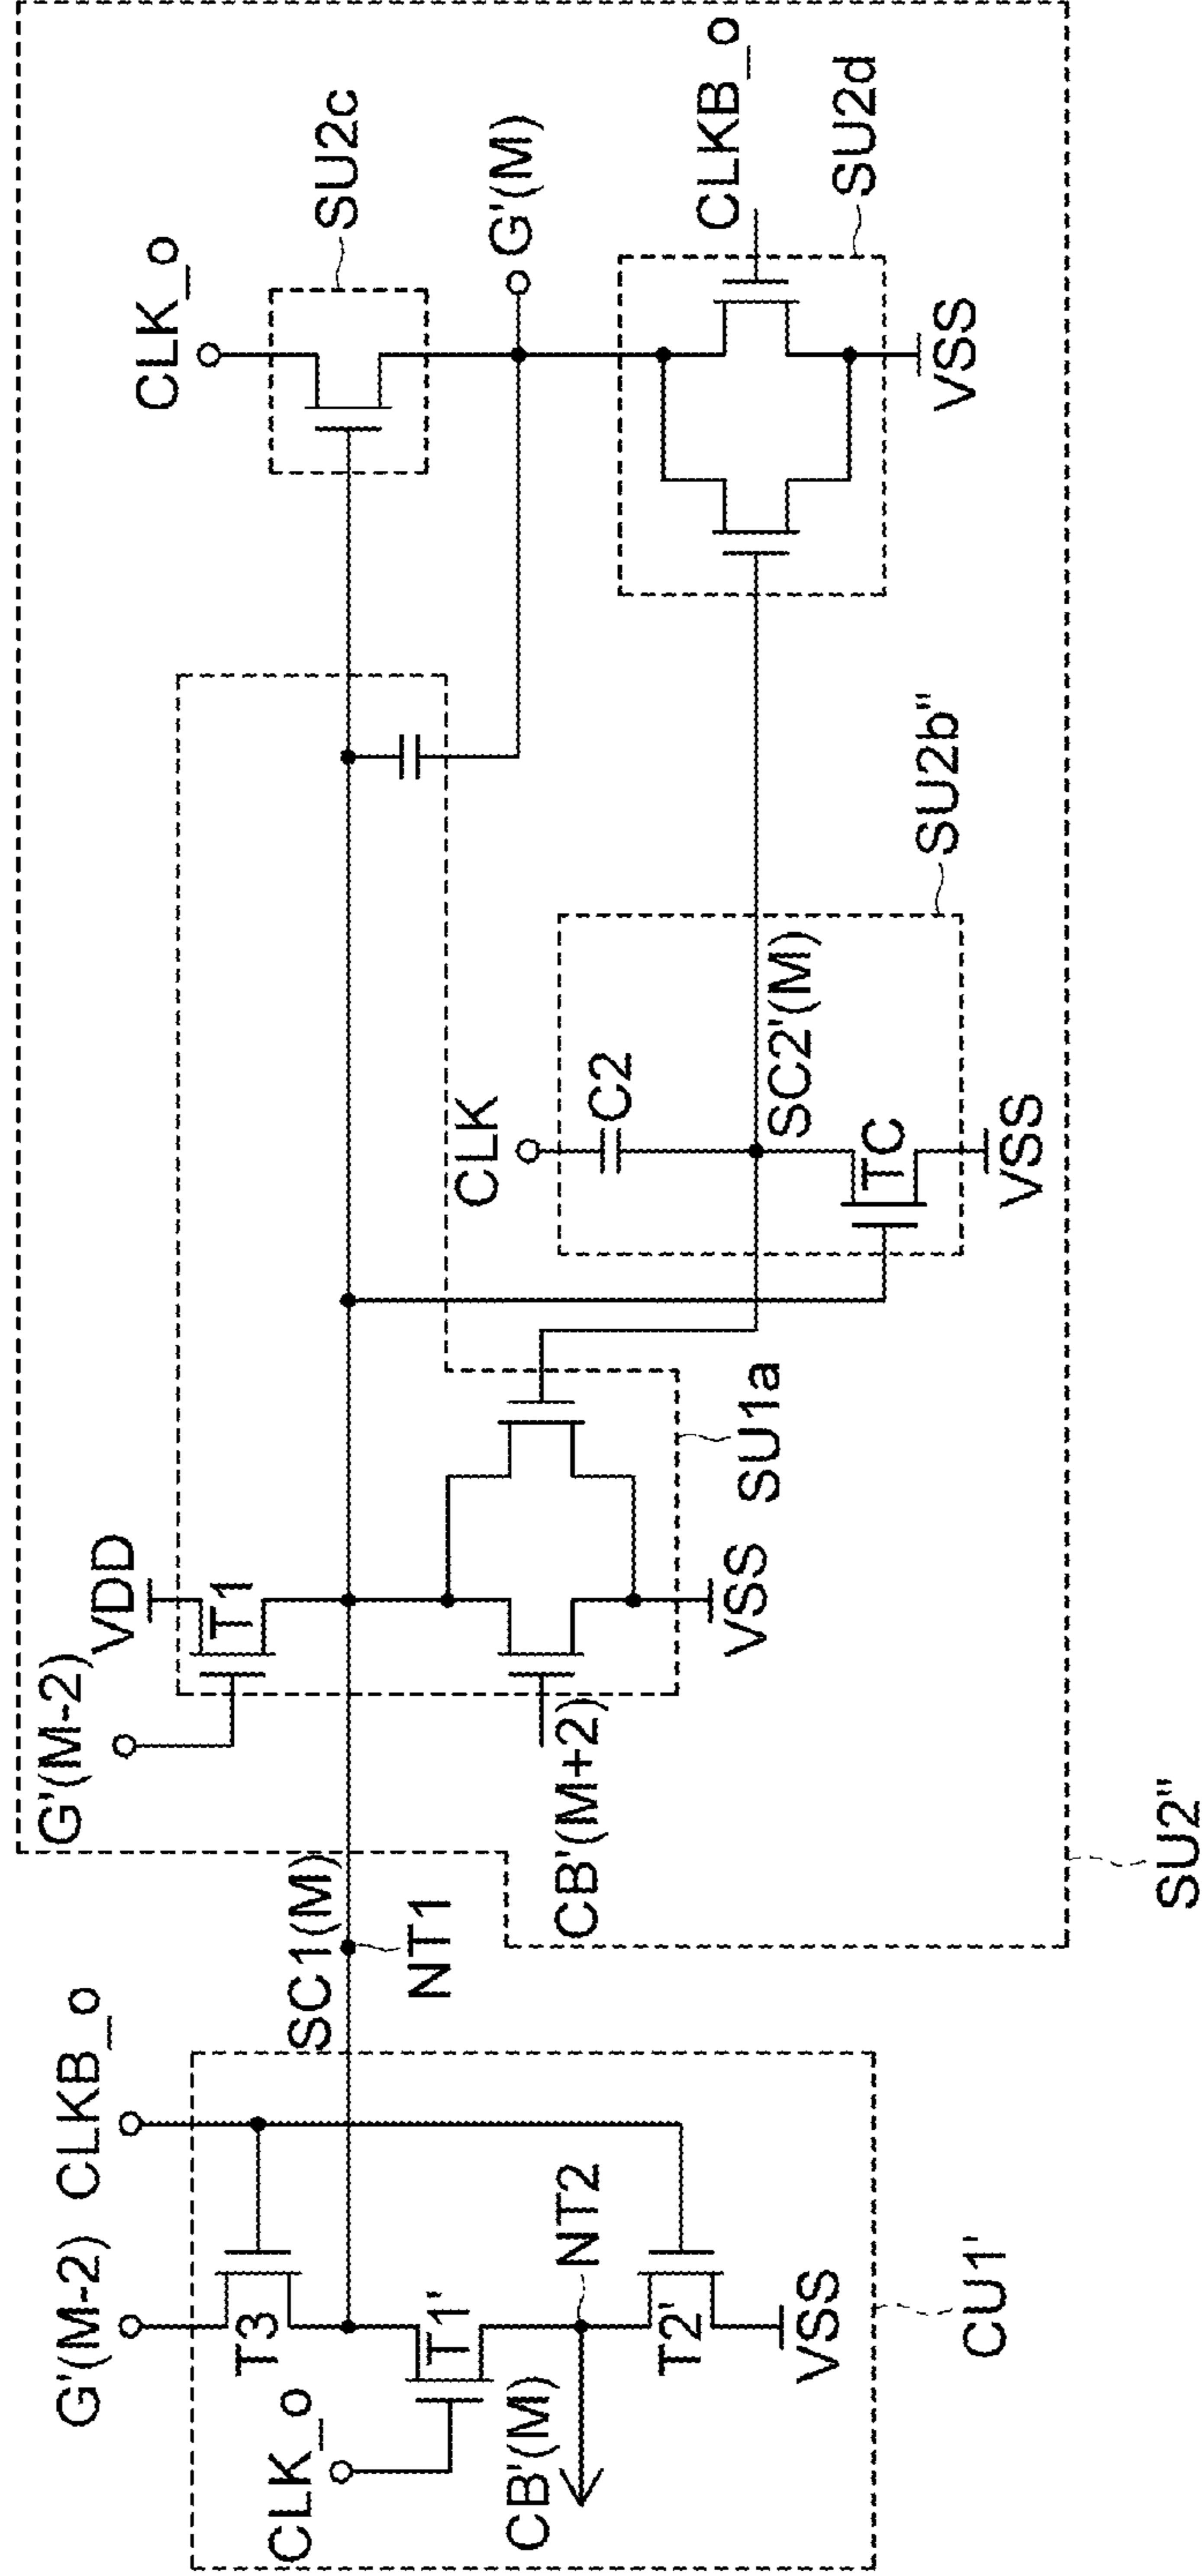 G'(M-2)
CLKB_o
T3
CLK_o
T1'
NT2
CB'(M)
T2'
VSS
CU1'
SC1(M)
NT1
G'(M-2)
VDD
T1
CB'(M+2)
VSS
SU1a
CLK
C2
SC2'(M)
TC
VSS
SU2b"
CLK_o
SU2c
G'(M)
CLKB_o
SU2d
VSS
SU2"